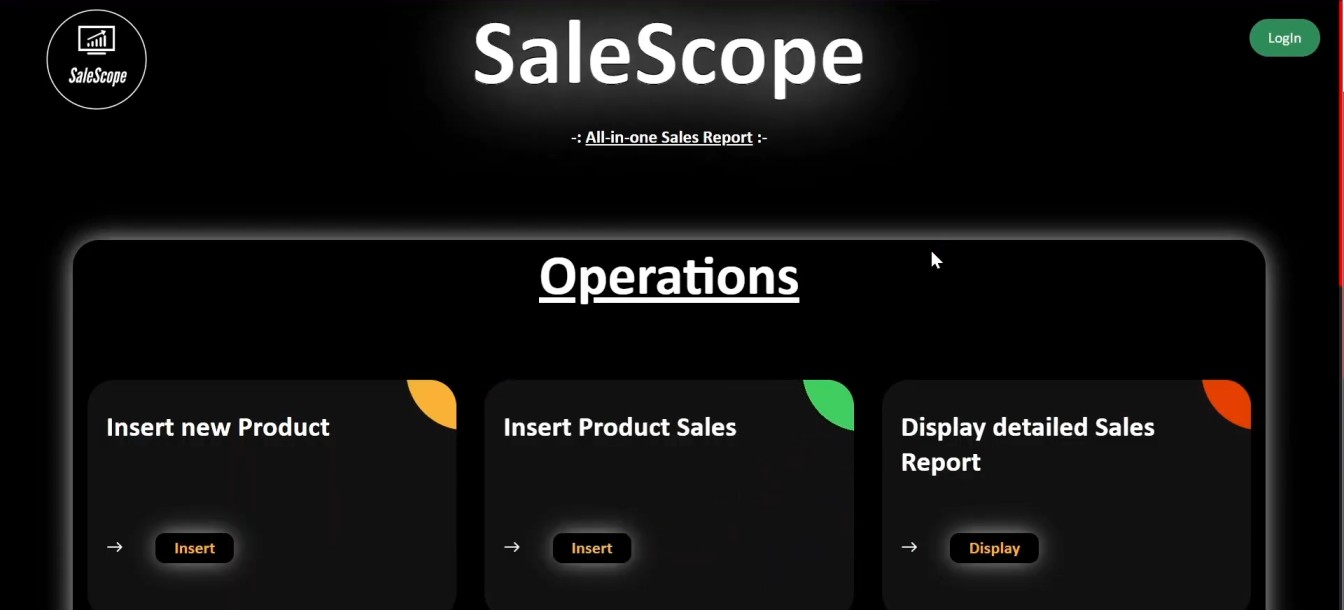 SaleScope
SaleScope
LogIn
-: All-in-one Sales Report :-
Operations
Insert new Product
→ Insert
Insert Product Sales
→ Insert
Display detailed Sales
Report
→ Display